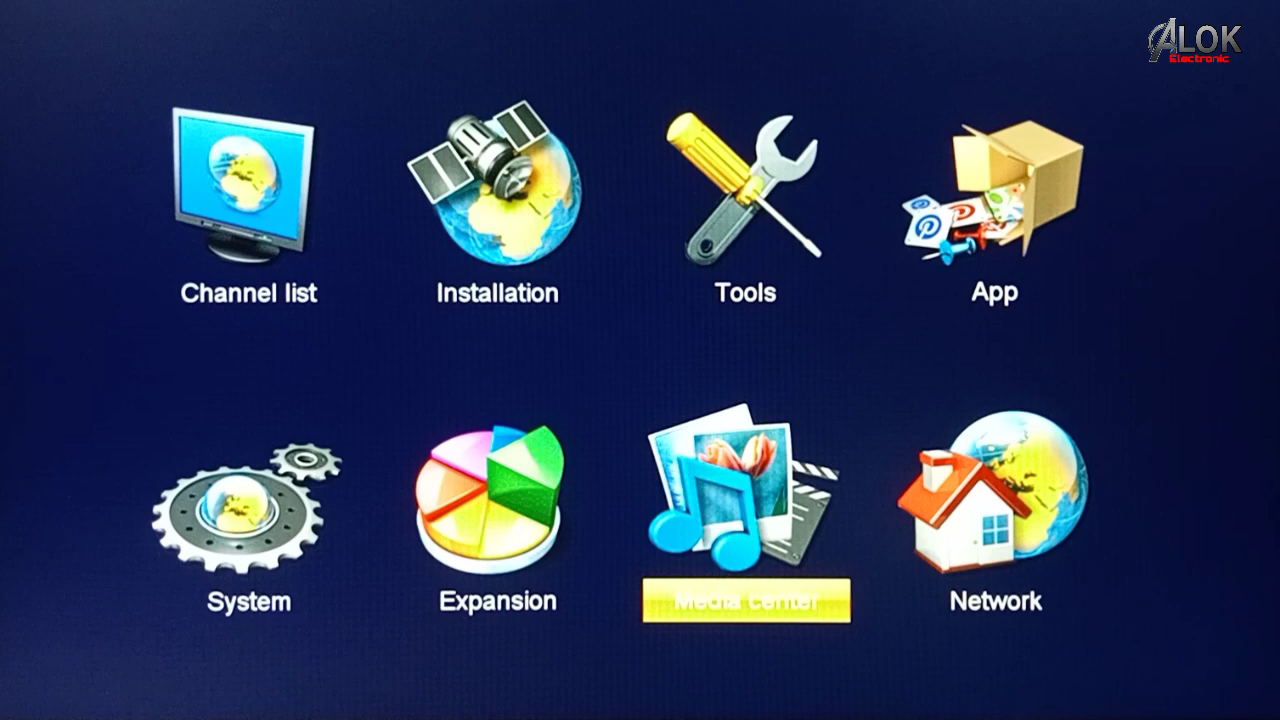 ALOK
Electronic
Channel list
Installation
Tools
App
System
Expansion
Media center
Network